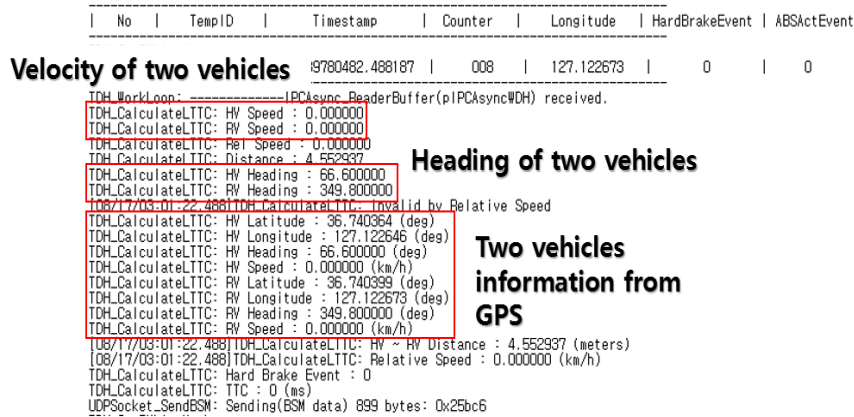 | No | TempID | Timestamp | Counter | Longitude | HardBrakeEvent | ABSActEvent
Velocity of two vehicles 39780482.488187 | 008 | 127.122673 | 0 | 0
TDH_WorkLoop: -------------IPCAsync_ReaderBuffer(pIPCAsync₩DH) received.
TDH_CalculateLTTC: HV Speed : 0.000000
TDH_CalculateLTTC: RV Speed : 0.000000
TDH_CalculateLTTC: Rel Speed : 0.000000
TDH_CalculateLTTC: Distance : 4.552937
Heading of two vehicles
TDH_CalculateLTTC: HV Heading : 66.600000
TDH_CalculateLTTC: RV Heading : 349.800000
[08/17/03:01:22.488]TDH_CalculateLTTC: Invalid by Relative Speed
TDH_CalculateLTTC: HV Latitude : 36.740364 (deg)
TDH_CalculateLTTC: HV Longitude : 127.122646 (deg)
TDH_CalculateLTTC: HV Heading : 66.600000 (deg)
TDH_CalculateLTTC: HV Speed : 0.000000 (km/h)
TDH_CalculateLTTC: RV Latitude : 36.740399 (deg)
TDH_CalculateLTTC: RV Longitude : 127.122673 (deg)
TDH_CalculateLTTC: RV Heading : 349.800000 (deg)
TDH_CalculateLTTC: RV Speed : 0.000000 (km/h)
Two vehicles
information from
GPS
[08/17/03:01:22.488]TDH_CalculateLTTC: HV ~ RV Distance : 4.552937 (meters)
[08/17/03:01:22.488]TDH_CalculateLTTC: Relative Speed : 0.000000 (km/h)
TDH_CalculateLTTC: Hard Brake Event : 0
TDH_CalculateLTTC: TTC : 0 (ms)
UDPSocket_SendBSM: Sending(BSM data) 899 bytes: 0x25bc6